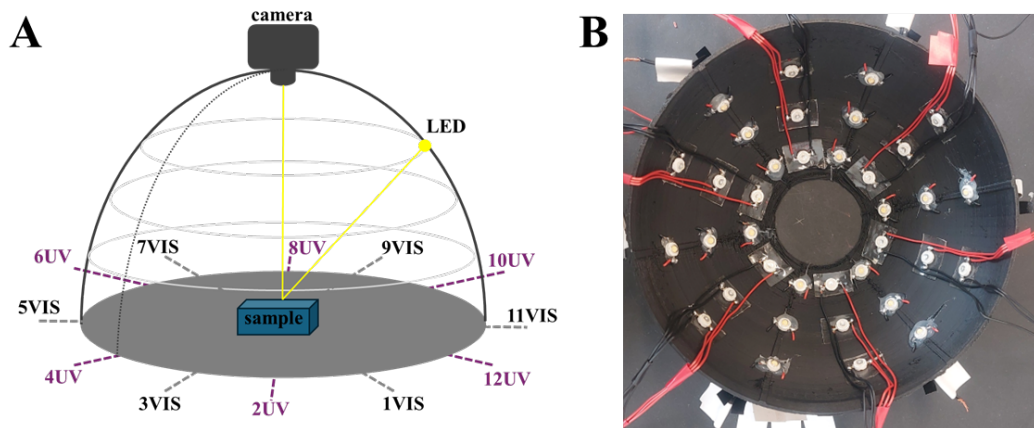 A
camera
B
LED
7VIS
8UV
9VIS
6UV
10UV
5VIS
sample
11VIS
4UV
12UV
3VIS
2UV
1VIS